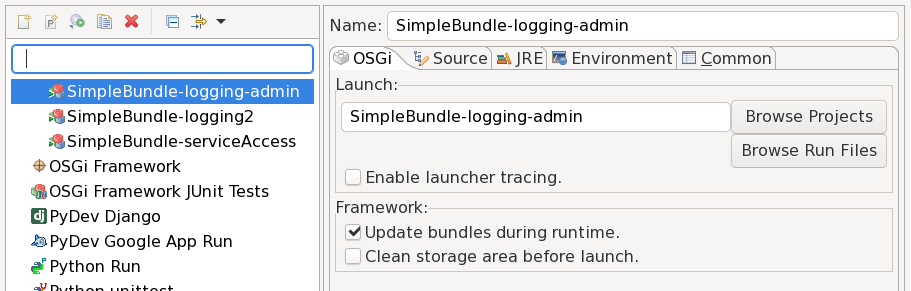 SimpleBundle-logging-admin
SimpleBundle-logging2
SimpleBundle-serviceAccess
OSGi Framework
OSGi Framework JUnit Tests
PyDev Django
PyDev Google App Run
Python Run
Python unittest
Name: SimpleBundle-logging-admin
OSGi Source JRE Environment Common
Launch:
SimpleBundle-logging-admin Browse Projects
Browse Run Files
Enable launcher tracing.
Framework:
Update bundles during runtime.
Clean storage area before launch.